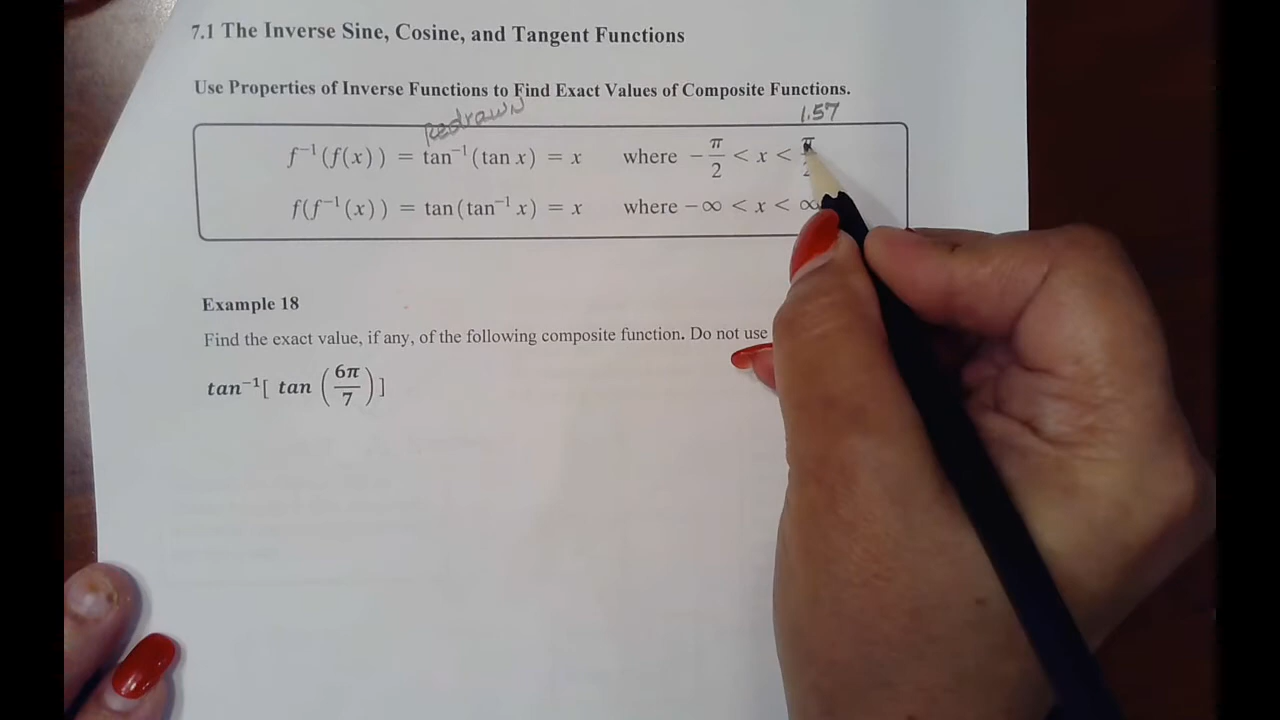 7.1 The Inverse Sine, Cosine, and Tangent Functions
Use Properties of Inverse Functions to Find Exact Values of Composite Functions.
Redrawn
1.57
f⁻¹(f(x)) = tan⁻¹(tan x) = x where −π/2 < x < π/2
f(f⁻¹(x)) = tan(tan⁻¹ x) = x where −∞ < x < ∞
Example 18
Find the exact value, if any, of the following composite function. Do not use
tan⁻¹[ tan (6π/7)]